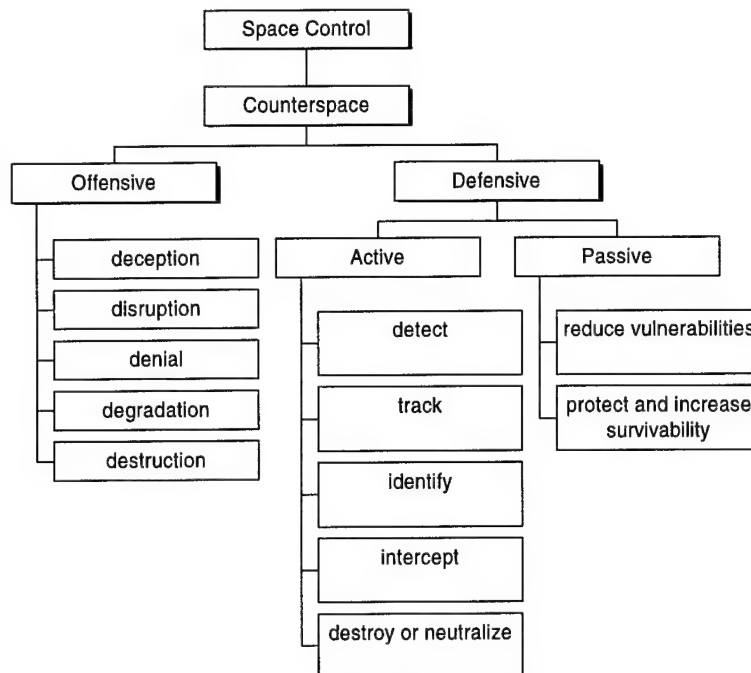 Space Control
Counterspace
Offensive
Defensive
deception
disruption
denial
degradation
destruction
Active
Passive
detect
track
identify
intercept
destroy or neutralize
reduce vulnerabilities
protect and increase
survivability